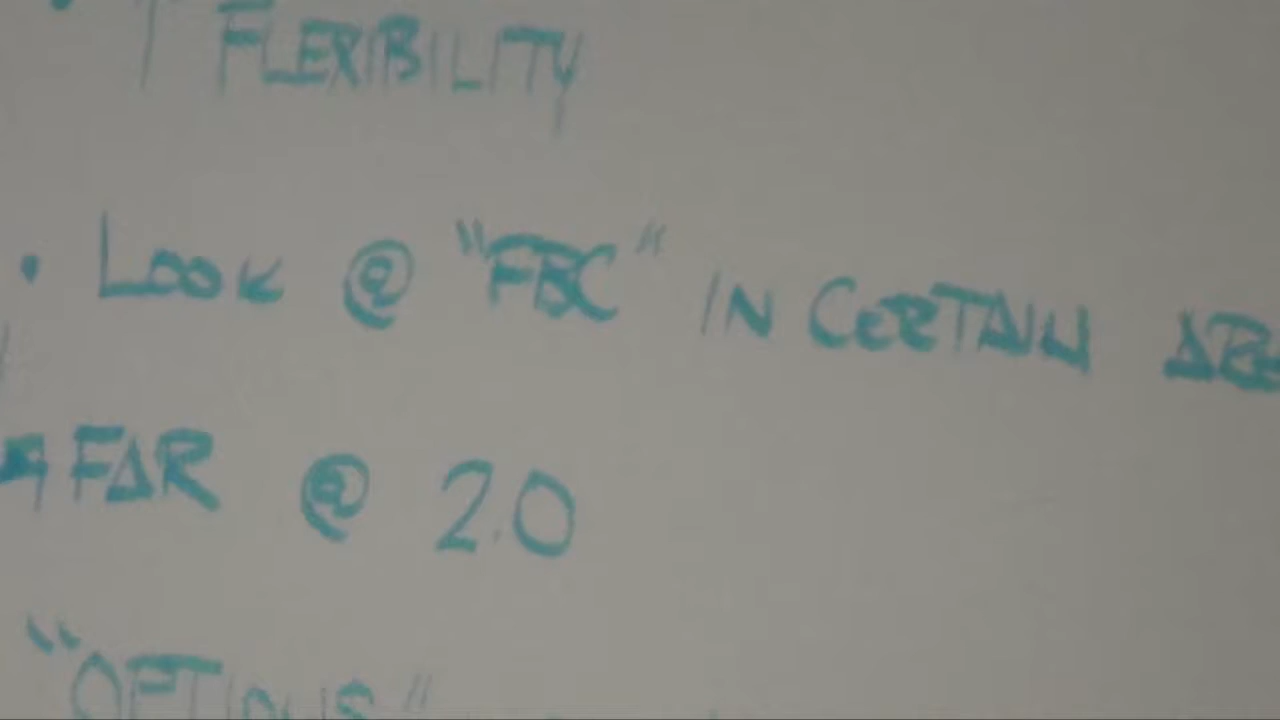 • ↑ FLEXIBILITY
• LOOK @ "FBC" IN CERTAIN
FAR @ 2.0
"OPTIONS"